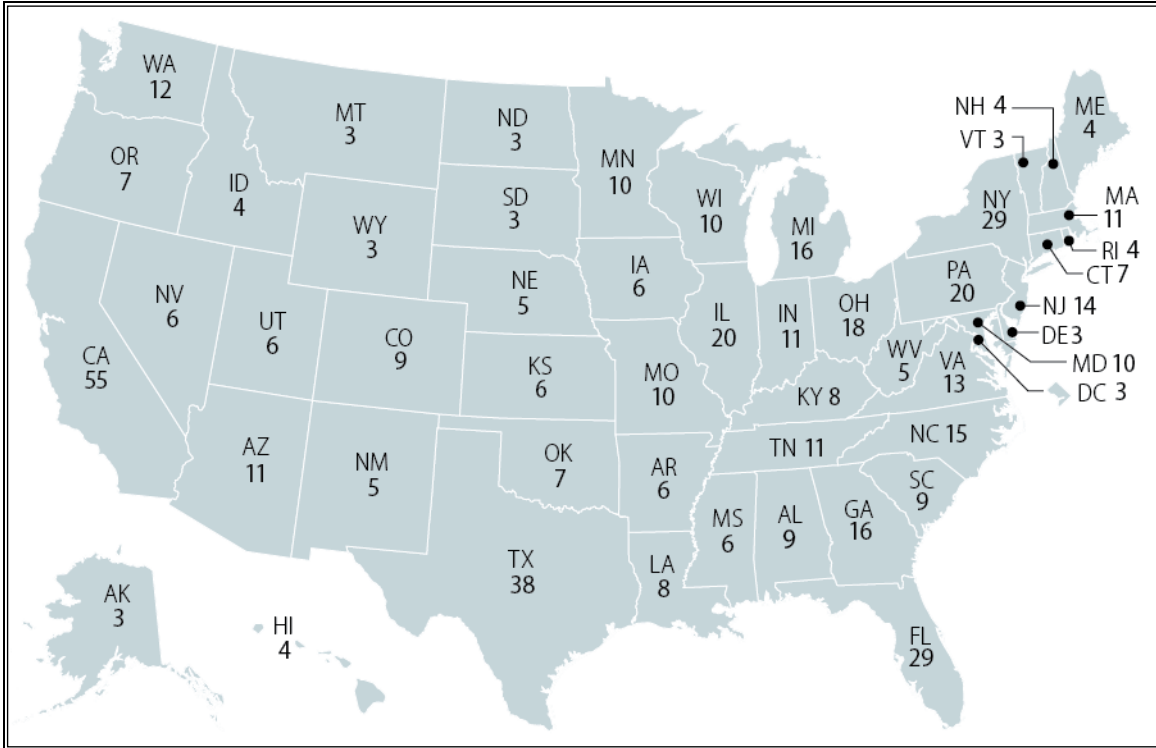 WA
12
MT
3
ND
3
MN
10
OR
7
ID
4
WY
3
SD
3
WI
10
MI
16
NH 4
VT 3
ME
4
NY
29
MA
11
RI 4
CT 7
NV
6
UT
6
CO
9
NE
5
IA
6
IL
20
IN
11
OH
18
PA
20
NJ 14
DE3
MD 10
DC 3
CA
55
KS
6
MO
10
KY 8
WV
5
VA
13
AZ
11
NM
5
OK
7
AR
6
TN 11
NC 15
SC
9
TX
38
LA
8
MS
6
AL
9
GA
16
AK
3
HI
4
FL
29